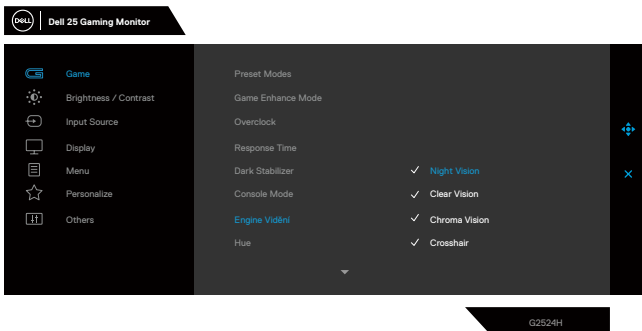 DELL Dell 25 Gaming Monitor
Game
Brightness / Contrast
Input Source
Display
Menu
Personalize
Others
Preset Modes
Game Enhance Mode
Overclock
Response Time
Dark Stabilizer
Console Mode
Engine Vidění
Hue
Night Vision
Clear Vision
Chroma Vision
Crosshair
G2524H